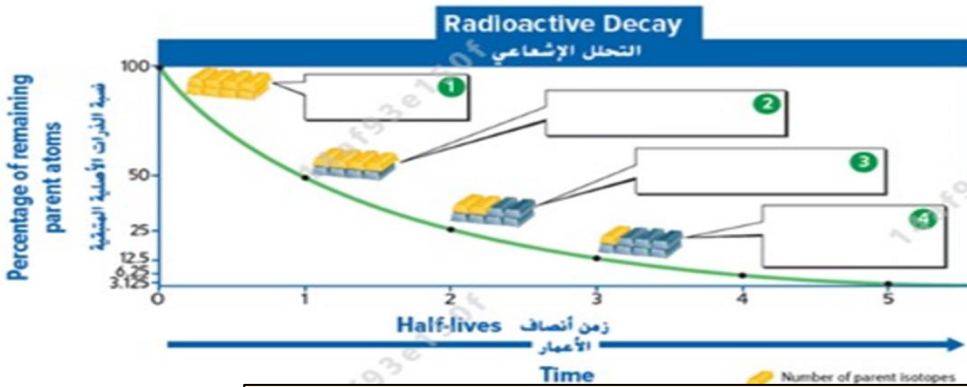 Radioactive Decay
التحلل الإشعاعي
Percentage of remaining
parent atoms
نسبة الذرات الأصلية المتبقية
100
50
25
12.5
6.25
3.125
1
2
3
4
0 1 2 3 4 5
Half-lives زمن أنصاف
الأعمار
Time
Number of parent isotopes